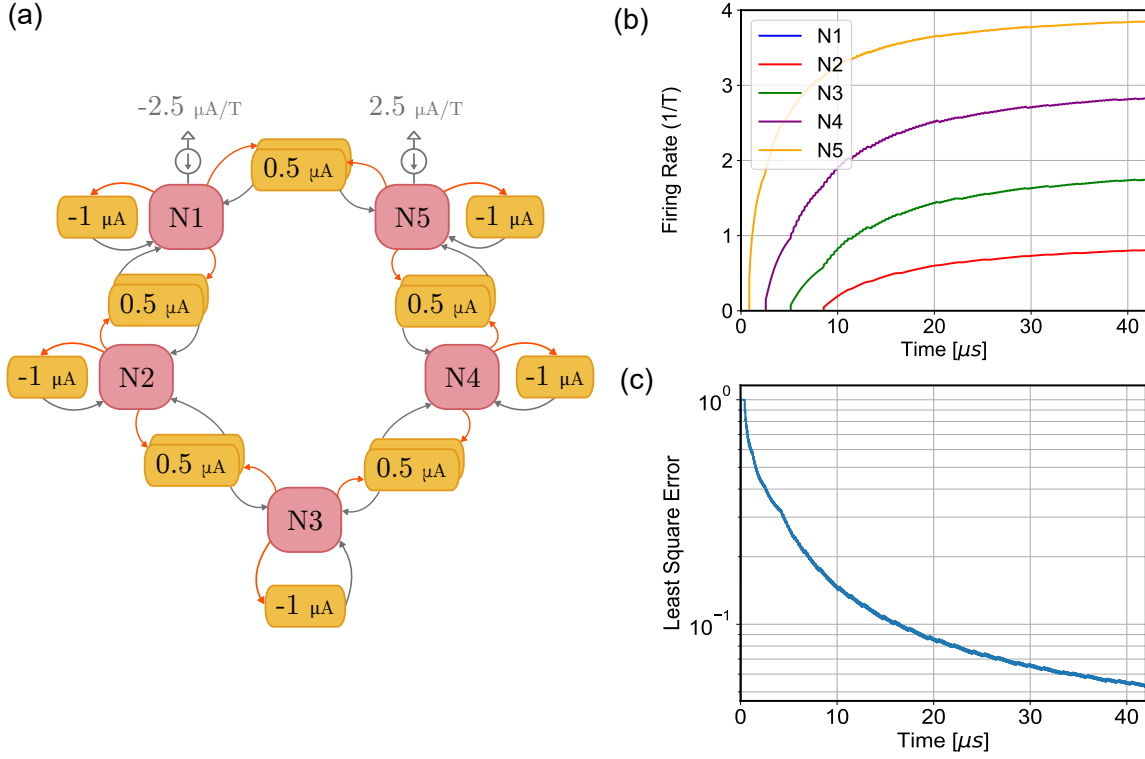 (a)
-2.5 μA/T
2.5 μA/T
0.5 μA
-1 μA
N1
N5
-1 μA
0.5 μA
0.5 μA
-1 μA
N2
N4
-1 μA
0.5 μA
0.5 μA
N3
-1 μA
(b)
4
3
2
1
0
Firing Rate (1/T)
N1
N2
N3
N4
N5
0
10
20
30
40
Time [μs]
(c)
10⁰
10⁻¹
Least Square Error
0
10
20
30
40
Time [μs]